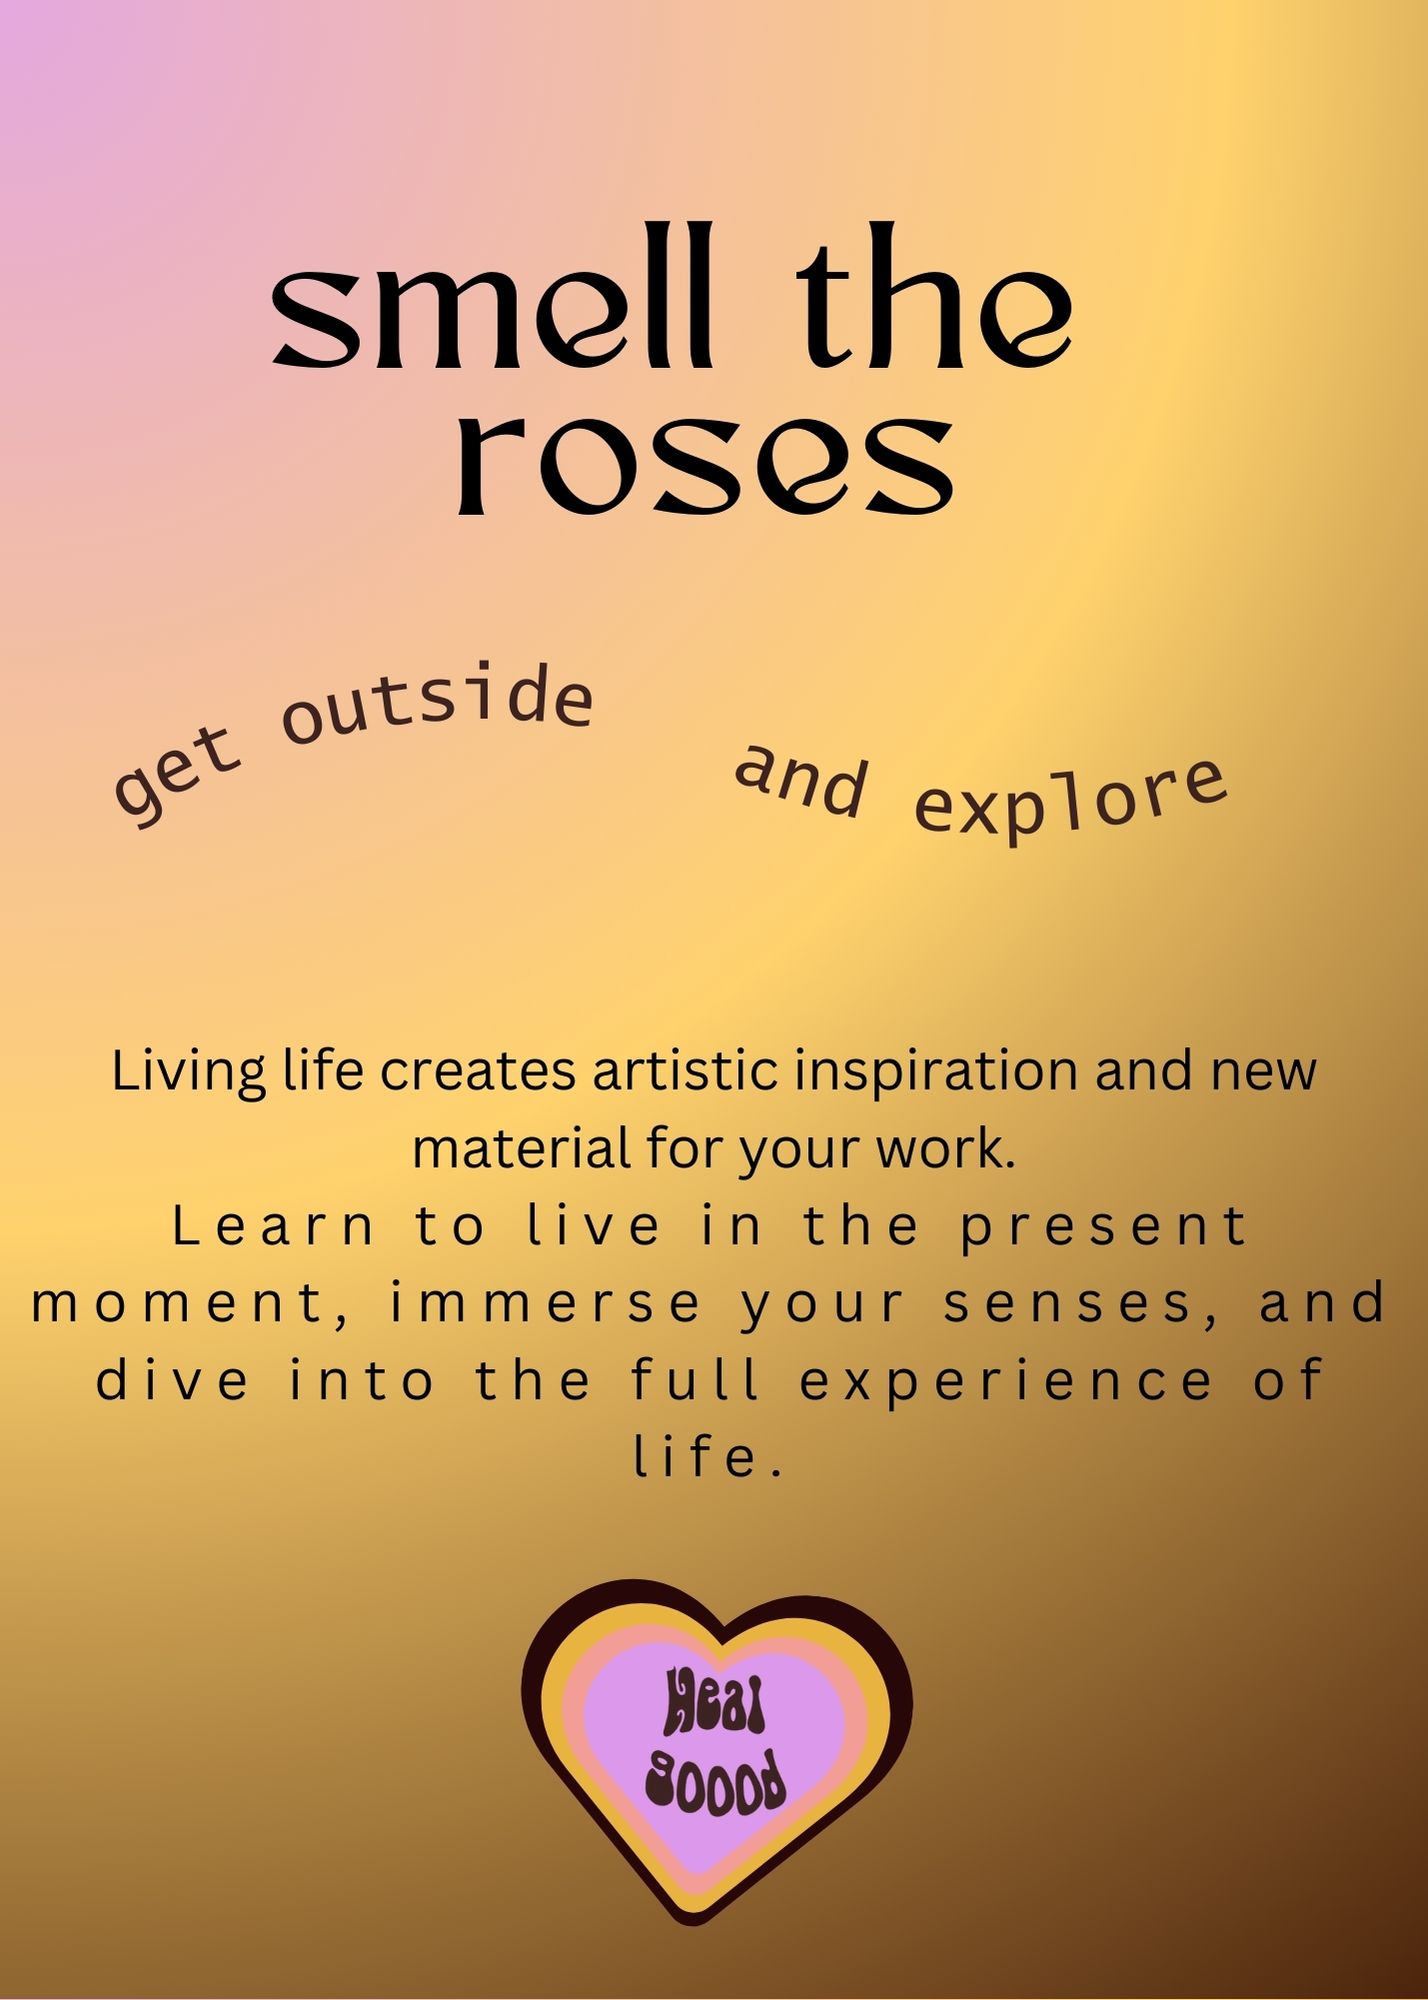 smell the
roses
get outside
and explore
Living life creates artistic inspiration and new
material for your work.
Learn to live in the present
moment, immerse your senses, and
dive into the full experience of
life.
Heal
goood